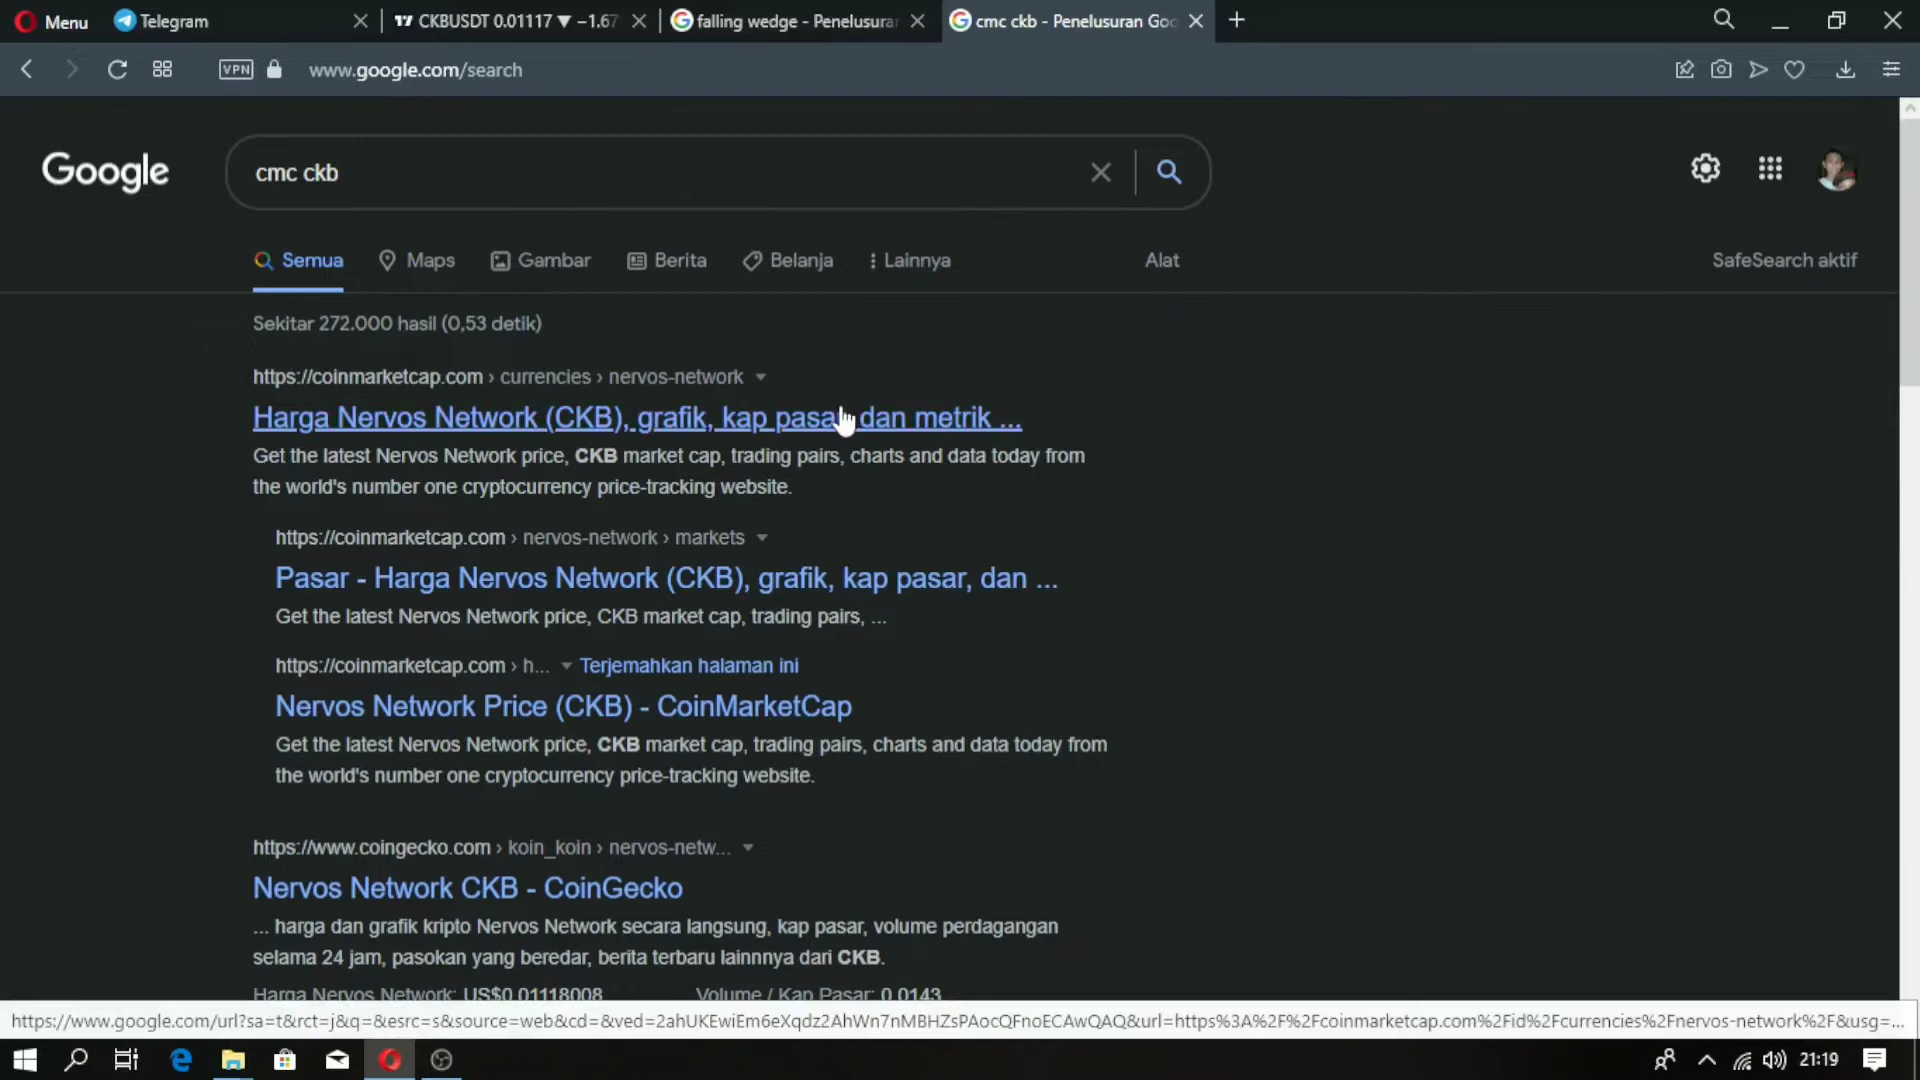 Menu
Telegram
CKBUSDT 0.01117 ▼ −1.67
falling wedge - Penelusuran
cmc ckb - Penelusuran Goo
VPN
www.google.com/search
Google
cmc ckb
Semua
Maps
Gambar
Berita
Belanja
Lainnya
Alat
SafeSearch aktif
Sekitar 272.000 hasil (0,53 detik)
https://coinmarketcap.com › currencies › nervos-network
Harga Nervos Network (CKB), grafik, kap pasar, dan metrik ...
Get the latest Nervos Network price, CKB market cap, trading pairs, charts and data today from
the world's number one cryptocurrency price-tracking website.
https://coinmarketcap.com › nervos-network › markets
Pasar - Harga Nervos Network (CKB), grafik, kap pasar, dan ...
Get the latest Nervos Network price, CKB market cap, trading pairs, ...
https://coinmarketcap.com › h... Terjemahkan halaman ini
Nervos Network Price (CKB) - CoinMarketCap
Get the latest Nervos Network price, CKB market cap, trading pairs, charts and data today from
the world's number one cryptocurrency price-tracking website.
https://www.coingecko.com › koin_koin › nervos-netw...
Nervos Network CKB - CoinGecko
... harga dan grafik kripto Nervos Network secara langsung, kap pasar, volume perdagangan
selama 24 jam, pasokan yang beredar, berita terbaru lainnnya dari CKB.
Harga Nervos Network: US$0,01118008 Volume / Kap Pasar: 0,0143
https://www.google.com/url?sa=t&rct=j&q=&esrc=s&source=web&cd=&ved=2ahUKEwiEm6eXqdz2AhWn7nMBHZsPAocQFnoECAwQAQ&url=https%3A%2F%2Fcoinmarketcap.com%2Fid%2Fcurrencies%2Fnervos-network%2F&usg=...
21:19